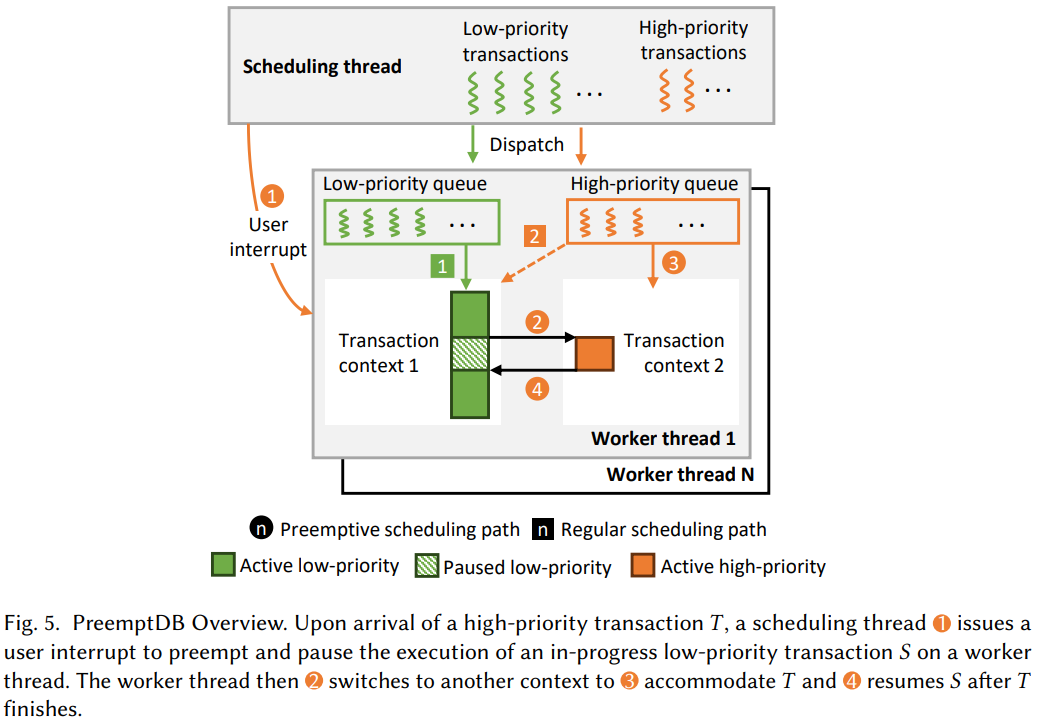 Low-priority
transactions
High-priority
transactions
Scheduling thread
...
...
Dispatch
Low-priority queue
High-priority queue
1
User
interrupt
...
...
2
1
3
Transaction
context 1
2
Transaction
context 2
4
Worker thread 1
Worker thread N
n Preemptive scheduling path n Regular scheduling path
Active low-priority Paused low-priority Active high-priority
Fig. 5. PreemptDB Overview. Upon arrival of a high-priority transaction T, a scheduling thread 1 issues a
user interrupt to preempt and pause the execution of an in-progress low-priority transaction S on a worker
thread. The worker thread then 2 switches to another context to 3 accommodate T and 4 resumes S after T
finishes.